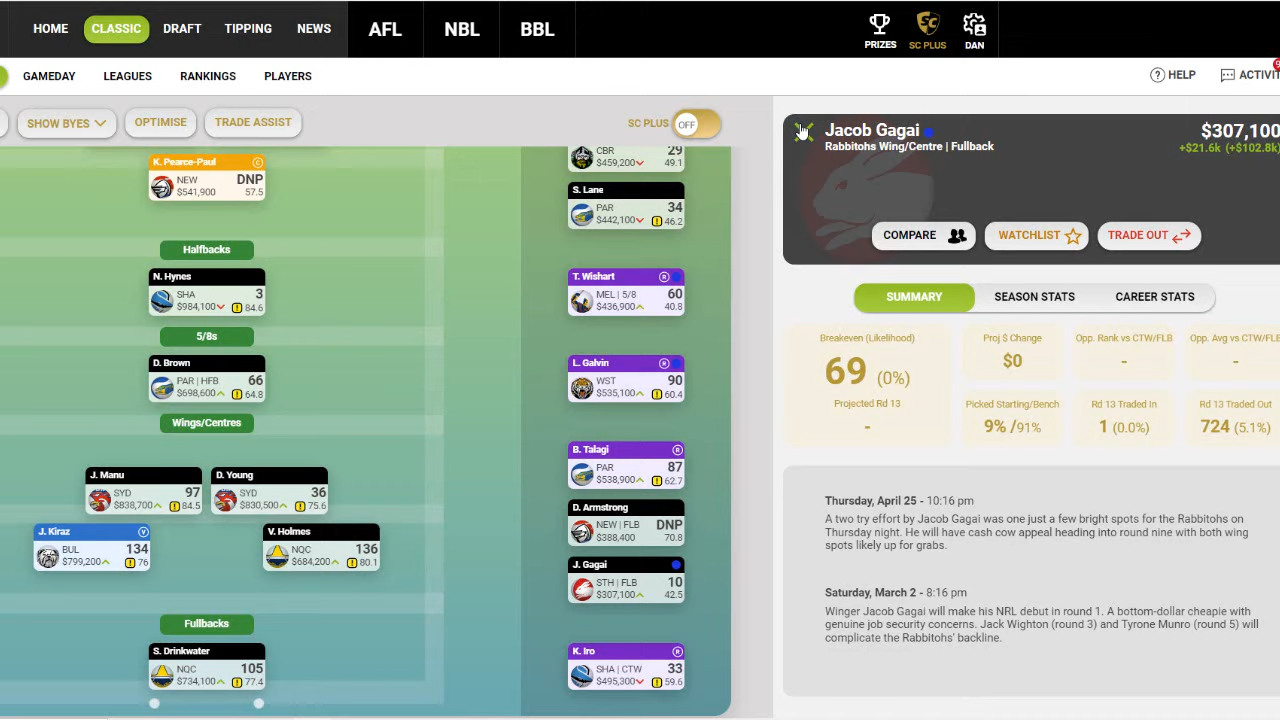 HOME CLASSIC DRAFT TIPPING NEWS AFL NBL BBL PRIZES SC PLUS DAN
GAMEDAY LEAGUES RANKINGS PLAYERS ? HELP ACTIVIT 9
SHOW BYES OPTIMISE TRADE ASSIST SC PLUS OFF
K. Pearce-Paul C
NEW DNP
$541,900 57.5
Halfbacks
N. Hynes
SHA 3
$984,100 ! 84.6
5/8s
D. Brown
PAR | HFB 66
$698,600 ! 64.8
Wings/Centres
J. Manu
SYD 97
$838,700 ! 84.5
D. Young
SYD 36
$830,500 ! 75.6
J. Kiraz V
BUL 134
$799,200 ! 76
V. Holmes
NQC 136
$684,200 ! 80.1
Fullbacks
S. Drinkwater
NQC 105
$734,100 ! 77.4
CBR 29
$459,200 49.1
S. Lane
PAR 34
$442,100 ! 46.2
T. Wishart R
MEL | 5/8 60
$436,900 40.8
L. Galvin R
WST 90
$535,100 ! 60.4
B. Talagi R
PAR 87
$538,900 ! 62.7
D. Armstrong
NEW | FLB DNP
$388,400 70.8
J. Gagai
STH | FLB 10
$307,100 42.5
K. Iro R
SHA | CTW 33
$495,300 ! 59.6
Jacob Gagai $307,100
Rabbitohs Wing/Centre | Fullback +$21.6k (+$102.8k
COMPARE WATCHLIST TRADE OUT
SUMMARY SEASON STATS CAREER STATS
Breakeven (Likelihood)
69 (0%)
Projected Rd 13
-
Proj $ Change
$0
Opp. Rank vs CTW/FLB
-
Opp. Avg vs CTW/FLB
-
Picked Starting/Bench
9% /91%
Rd 13 Traded In
1 (0.0%)
Rd 13 Traded Out
724 (5.1%)
Thursday, April 25 - 10:16 pm
A two try effort by Jacob Gagai was one just a few bright spots for the Rabbitohs on
Thursday night. He will have cash cow appeal heading into round nine with both wing
spots likely up for grabs.
Saturday, March 2 - 8:16 pm
Winger Jacob Gagai will make his NRL debut in round 1. A bottom-dollar cheapie with
genuine job security concerns. Jack Wighton (round 3) and Tyrone Munro (round 5) will
complicate the Rabbitohs' backline.